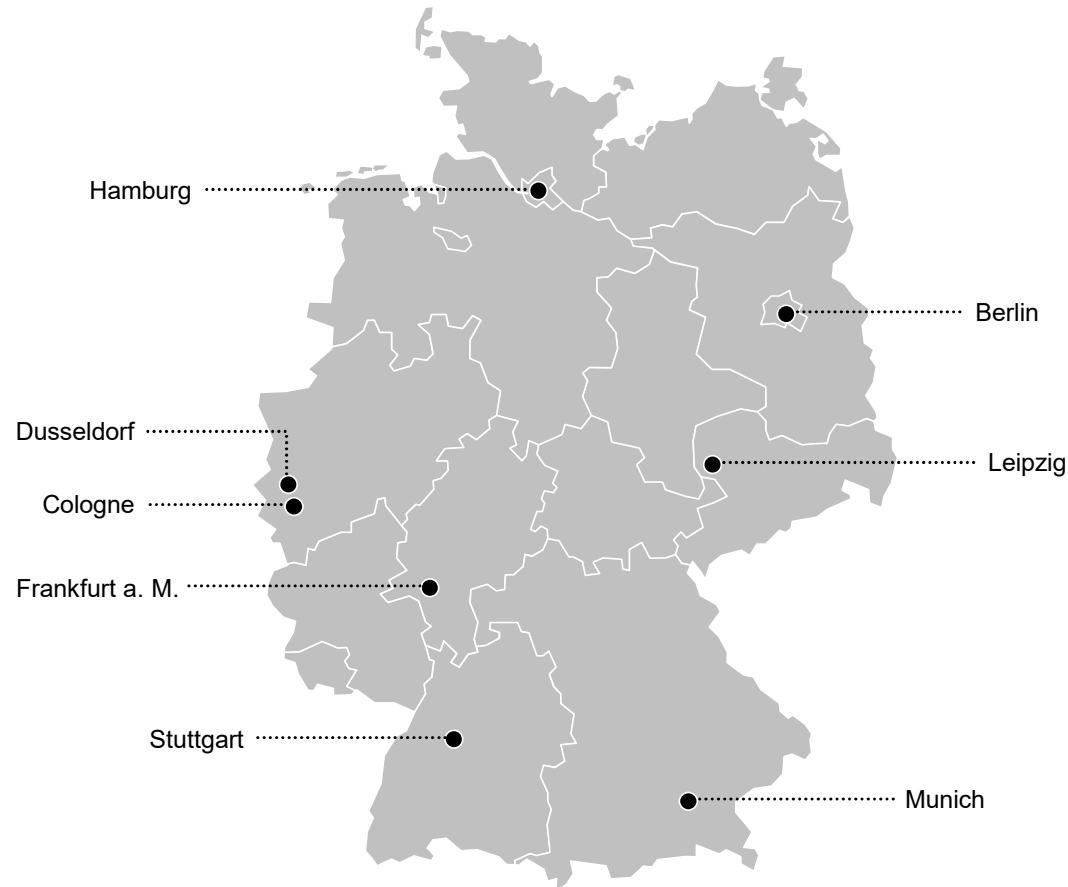 Hamburg
Berlin
Dusseldorf
Leipzig
Cologne
Frankfurt a. M.
Stuttgart
Munich